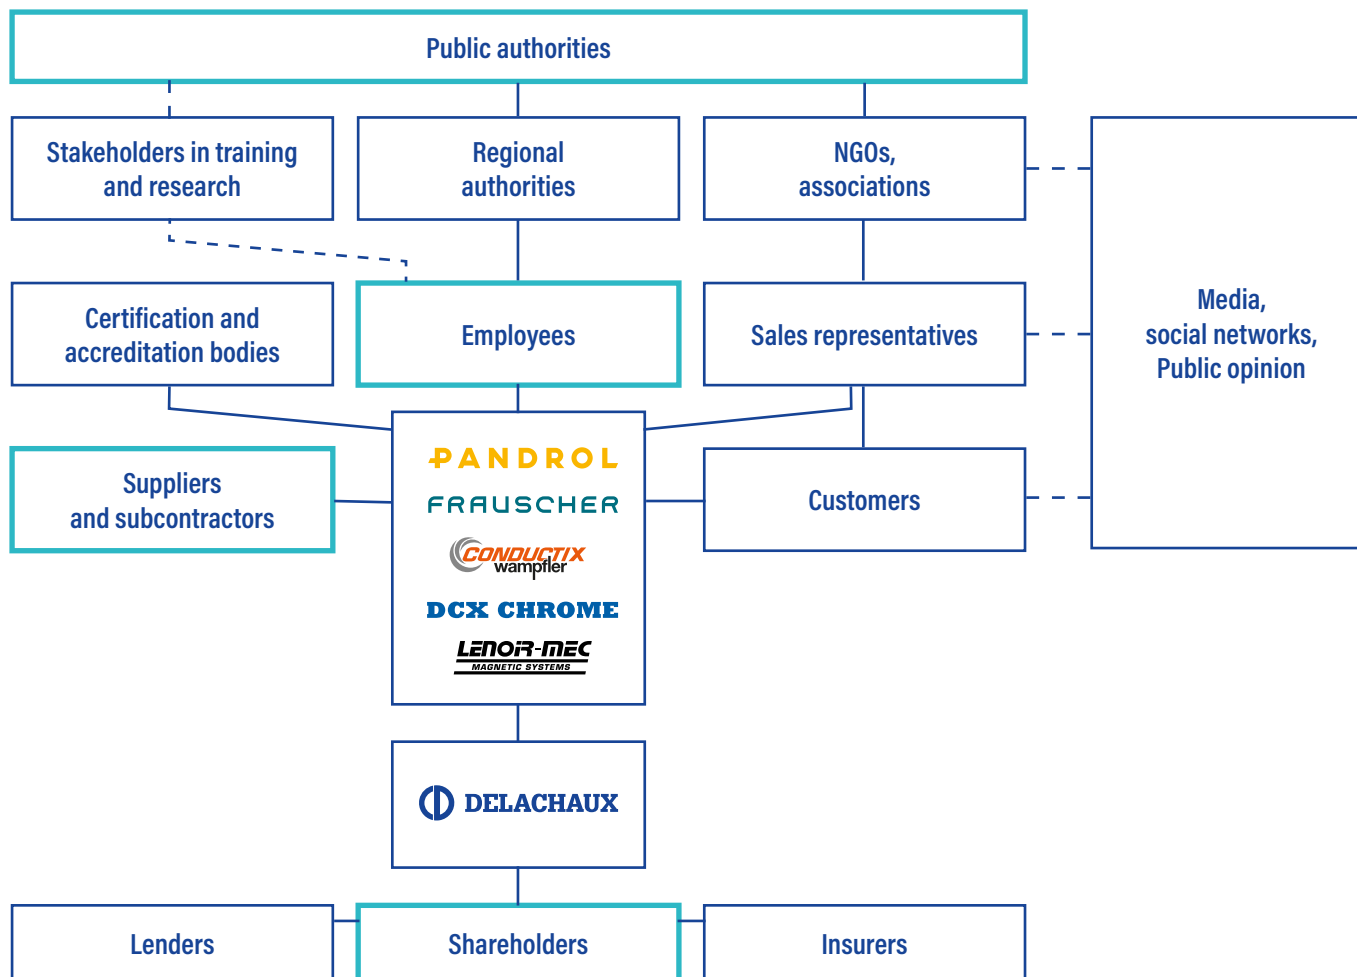 Public authorities
Stakeholders in training
and research
Regional
authorities
NGOs,
associations
Media,
social networks,
Public opinion
Certification and
accreditation bodies
Employees
Sales representatives
Suppliers
and subcontractors
PANDROL
FRAUSCHER
CONDUCTIX
wampfler
DCX CHROME
LENOIR-MEC
MAGNETIC SYSTEMS
Customers
DELACHAUX
Lenders
Shareholders
Insurers